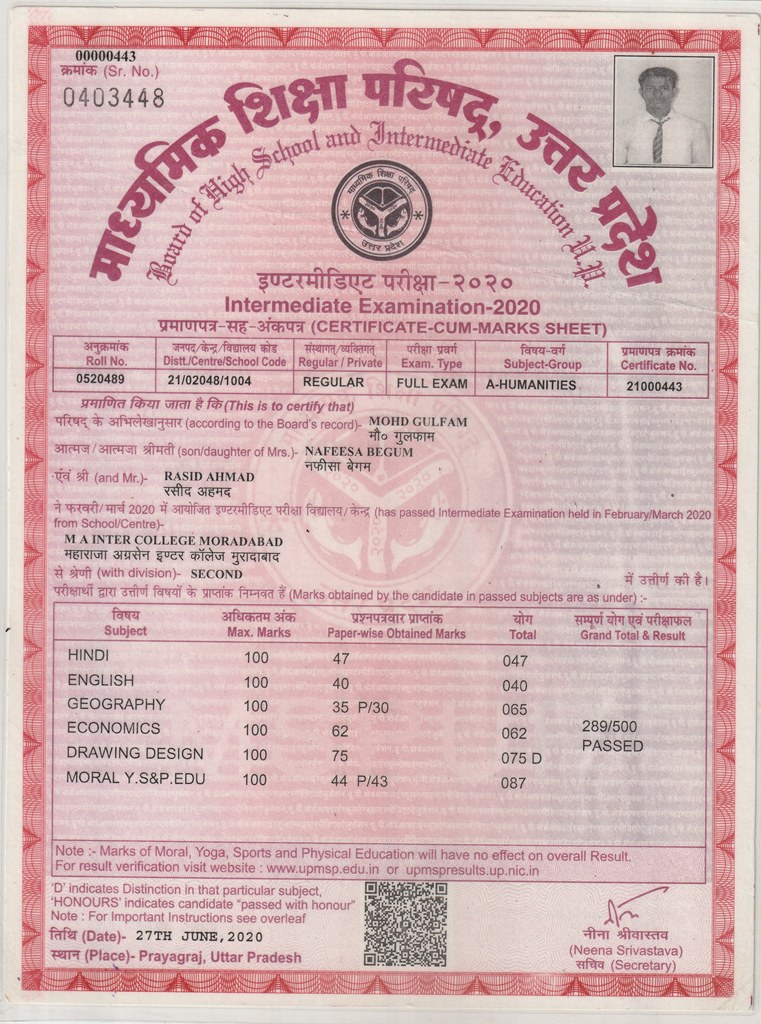 00000443
क्रमांक (Sr. No.)
0403448
माध्यमिक शिक्षा परिषद्, उत्तर प्रदेश
Board of High School and Intermediate Education U.P.
माध्यमिक शिक्षा परिषद्
उत्तर प्रदेश
इण्टरमीडिएट परीक्षा-२०२०
Intermediate Examination-2020
प्रमाणपत्र-सह-अंकपत्र (CERTIFICATE-CUM-MARKS SHEET)
अनुक्रमांक जनपद/केन्द्र/विद्यालय कोड संस्थागत/व्यक्तिगत परीक्षा प्रवर्ग विषय-वर्ग प्रमाणपत्र क्रमांक
Roll No. Distt./Centre/School Code Regular / Private Exam. Type Subject-Group Certificate No.
0520489 21/02048/1004 REGULAR FULL EXAM A-HUMANITIES 21000443
प्रमाणित किया जाता है कि (This is to certify that)
परिषद् के अभिलेखानुसार (according to the Board's record)- MOHD GULFAM
मौ० गुलफाम
आत्मज/आत्मजा श्रीमती (son/daughter of Mrs.)- NAFEESA BEGUM
नफीसा बेगम
एवं श्री (and Mr.)- RASID AHMAD
रसीद अहमद
ने फरवरी/मार्च 2020 में आयोजित इण्टरमीडिएट परीक्षा विद्यालय/केन्द्र (has passed Intermediate Examination held in February/March 2020
from School/Centre)-
M A INTER COLLEGE MORADABAD
महाराजा अग्रसेन इण्टर कॉलेज मुरादाबाद
से श्रेणी (with division)- SECOND में उत्तीर्ण की है।
परीक्षार्थी द्वारा उत्तीर्ण विषयों के प्राप्तांक निम्नवत हैं (Marks obtained by the candidate in passed subjects are as under) :-
विषय अधिकतम अंक प्रश्नपत्रवार प्राप्तांक योग सम्पूर्ण योग एवं परीक्षाफल
Subject Max. Marks Paper-wise Obtained Marks Total Grand Total & Result
HINDI 100 47 047
ENGLISH 100 40 040
GEOGRAPHY 100 35 P/30 065
ECONOMICS 100 62 062 289/500
PASSED
DRAWING DESIGN 100 75 075 D
MORAL Y.S&P.EDU 100 44 P/43 087
Note :- Marks of Moral, Yoga, Sports and Physical Education will have no effect on overall Result.
For result verification visit website : www.upmsp.edu.in or upmspresults.up.nic.in
'D' indicates Distinction in that particular subject,
'HONOURS' indicates candidate "passed with honour"
Note : For Important Instructions see overleaf
तिथि (Date)- 27TH JUNE,2020
स्थान (Place)- Prayagraj, Uttar Pradesh
नीना श्रीवास्तव
(Neena Srivastava)
सचिव (Secretary)